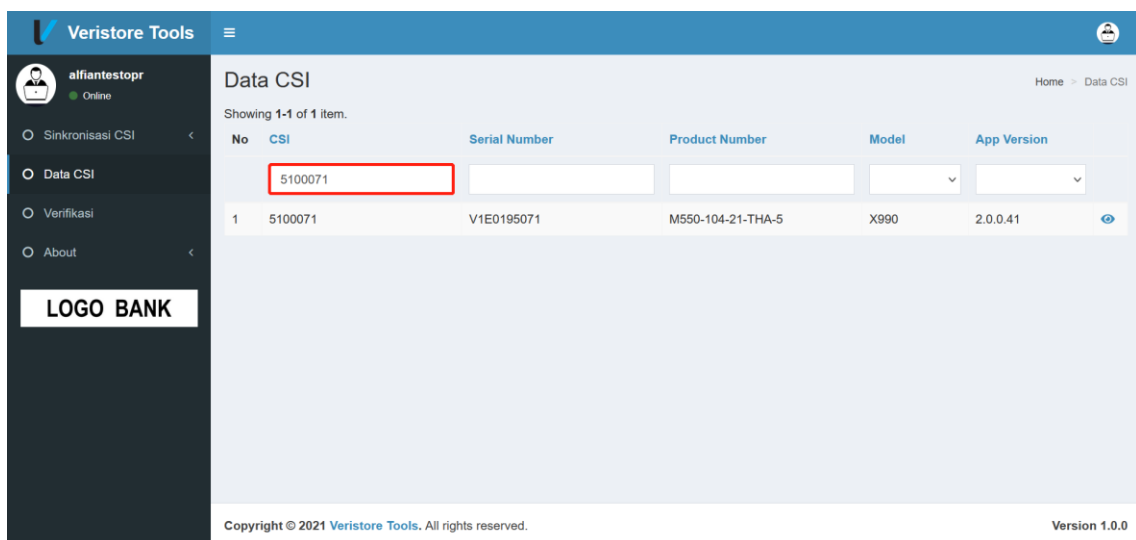 Veristore Tools
alfiantestopr
Online
Sinkronisasi CSI
Data CSI
Verifikasi
About
LOGO BANK
Data CSI
Home > Data CSI
Showing 1-1 of 1 item.
No CSI Serial Number Product Number Model App Version
5100071
1 5100071 V1E0195071 M550-104-21-THA-5 X990 2.0.0.41
Copyright © 2021 Veristore Tools. All rights reserved.
Version 1.0.0